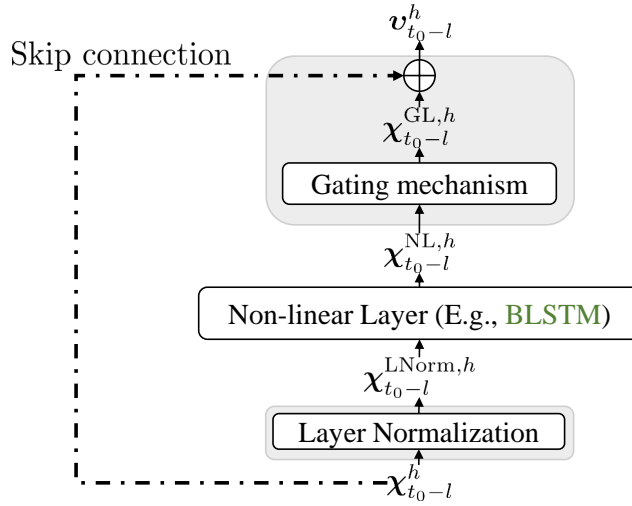 υ^h_{t_0−l}
Skip connection
χ^{GL,h}_{t_0−l}
Gating mechanism
χ^{NL,h}_{t_0−l}
Non-linear Layer (E.g., BLSTM)
χ^{LNorm,h}_{t_0−l}
Layer Normalization
χ^h_{t_0−l}